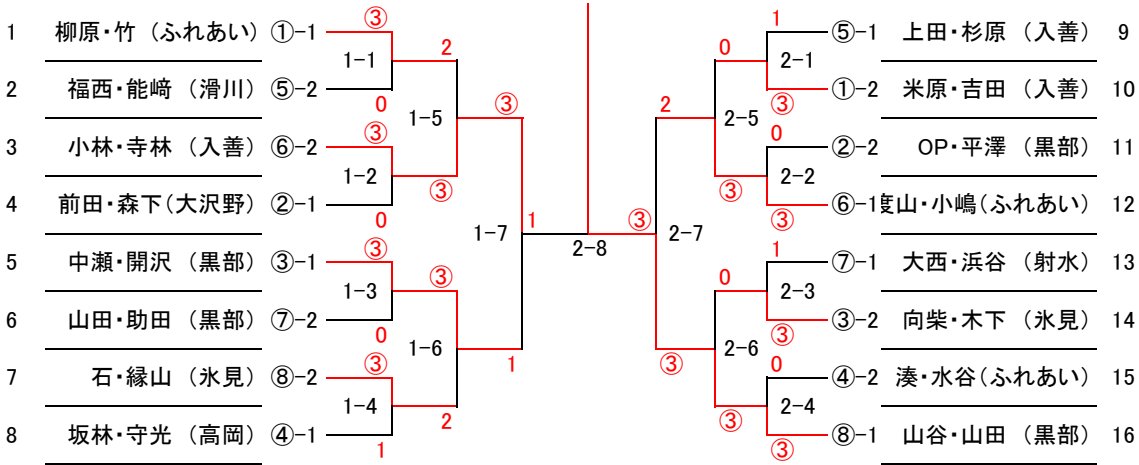 ③ 1
1 柳原・竹 (ふれあい) ①-1 2 0 ⑤-1 上田・杉原 (入善) 9
1-1 2-1
2 福西・能﨑 (滑川) ⑤-2 ③ 2 ①-2 米原・吉田 (入善) 10
0 1-5 2-5 ③
③ 0
3 小林・寺林 (入善) ⑥-2 ②-2 OP・平澤 (黒部) 11
1-2 2-2
③ ③
4 前田・森下(大沢野) ②-1 ⑥-1 度山・小嶋(ふれあい) 12
0 1 ③ ③
1-7 2-8 2-7
③ 1
5 中瀬・開沢 (黒部) ③-1 ③ 0 ⑦-1 大西・浜谷 (射水) 13
1-3 2-3
6 山田・助田 (黒部) ⑦-2 ③-2 向柴・木下 (氷見) 14
0 1-6 2-6 ③
③ 1 ③ 0
7 石・縁山 (氷見) ⑧-2 ④-2 湊・水谷(ふれあい) 15
1-4 2-4
2 ③
8 坂林・守光 (高岡) ④-1 ⑧-1 山谷・山田 (黒部) 16
1 ③